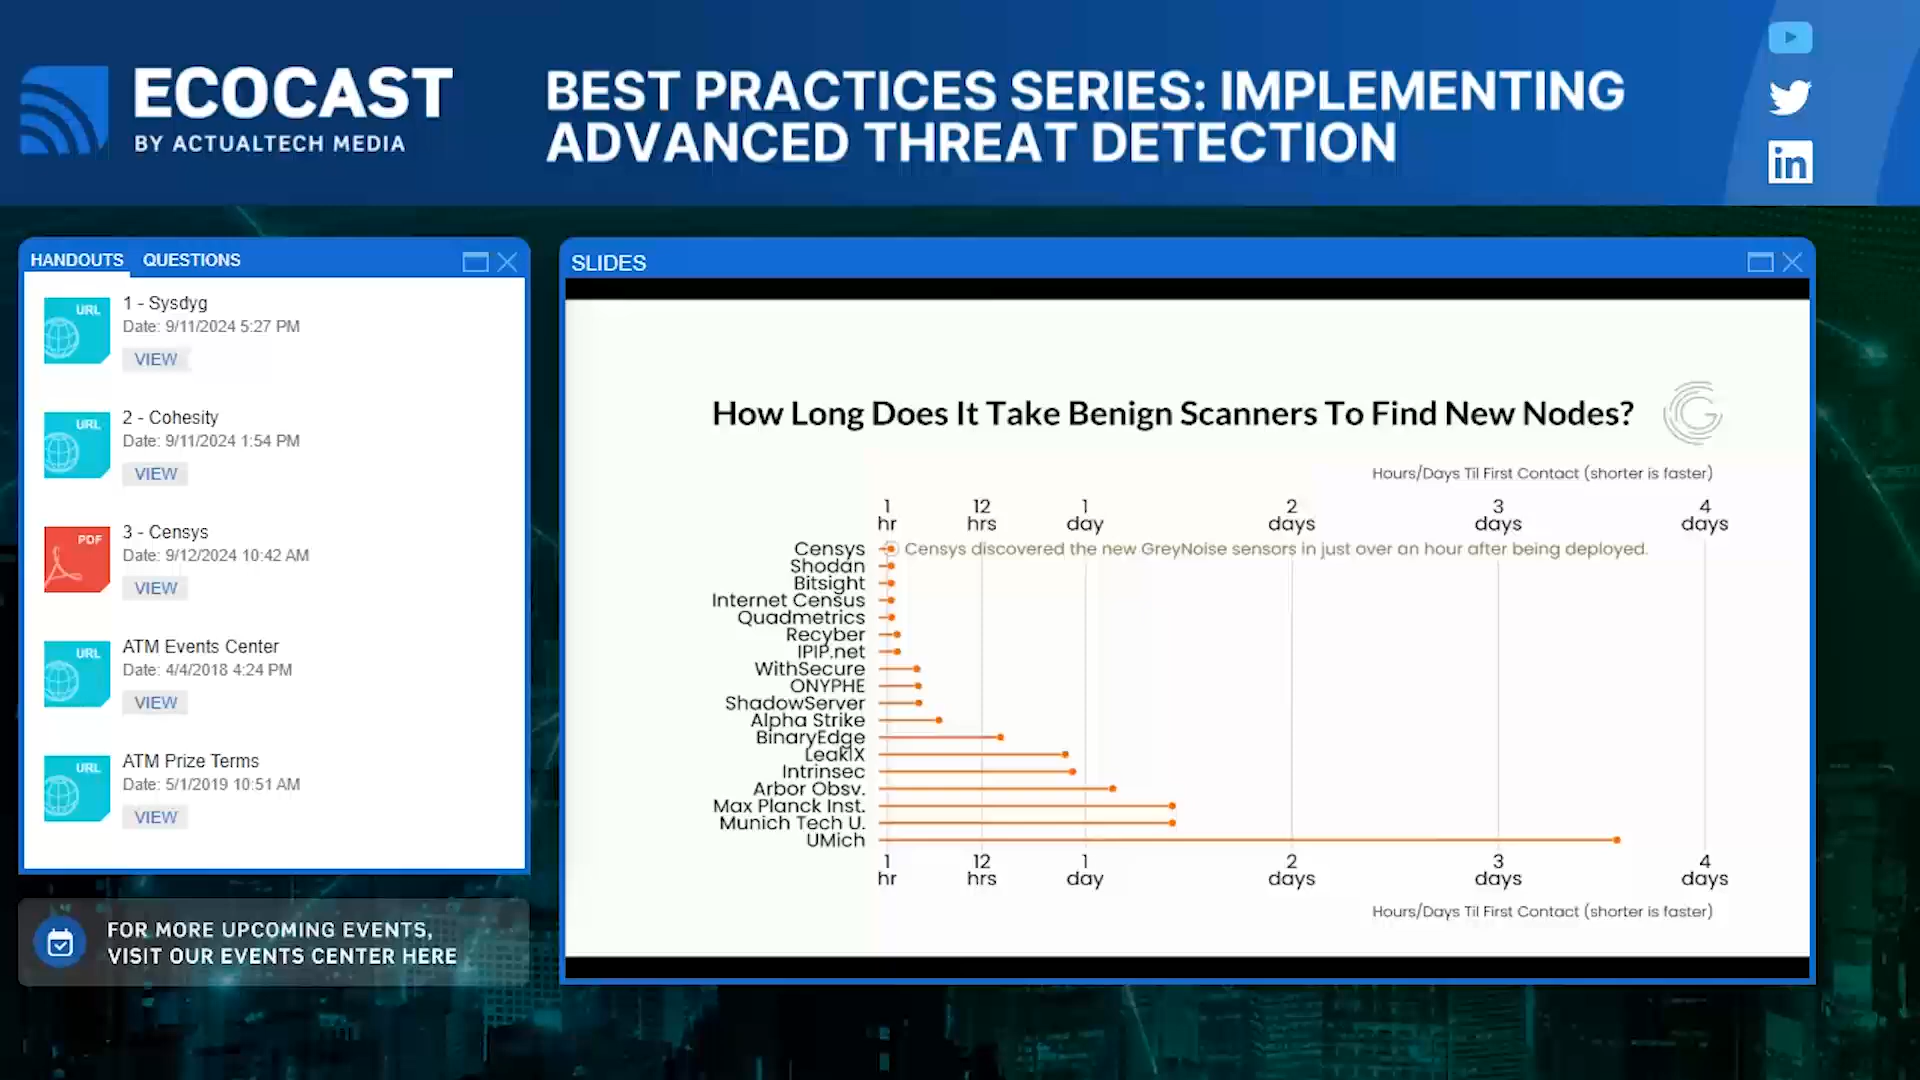 ECOCAST
BY ACTUALTECH MEDIA
BEST PRACTICES SERIES: IMPLEMENTING
ADVANCED THREAT DETECTION
in
HANDOUTS
QUESTIONS
URL
1 - Sysdyg
Date: 9/11/2024 5:27 PM
VIEW
URL
2 - Cohesity
Date: 9/11/2024 1:54 PM
VIEW
PDF
3 - Censys
Date: 9/12/2024 10:42 AM
VIEW
URL
ATM Events Center
Date: 4/4/2018 4:24 PM
VIEW
URL
ATM Prize Terms
Date: 5/1/2019 10:51 AM
VIEW
FOR MORE UPCOMING EVENTS,
VISIT OUR EVENTS CENTER HERE
SLIDES
How Long Does It Take Benign Scanners To Find New Nodes?
Hours/Days Til First Contact (shorter is faster)
1 12 1 2 3 4
hr hrs day days days days
Censys Censys discovered the new GreyNoise sensors in just over an hour after being deployed.
Shodan
Bitsight
Internet Census
Quadmetrics
Recyber
IPIP.net
WithSecure
ONYPHE
ShadowServer
Alpha Strike
BinaryEdge
LeakIX
Intrinsec
Arbor Obsv.
Max Planck Inst.
Munich Tech U.
UMich
1 12 1 2 3 4
hr hrs day days days days
Hours/Days Til First Contact (shorter is faster)